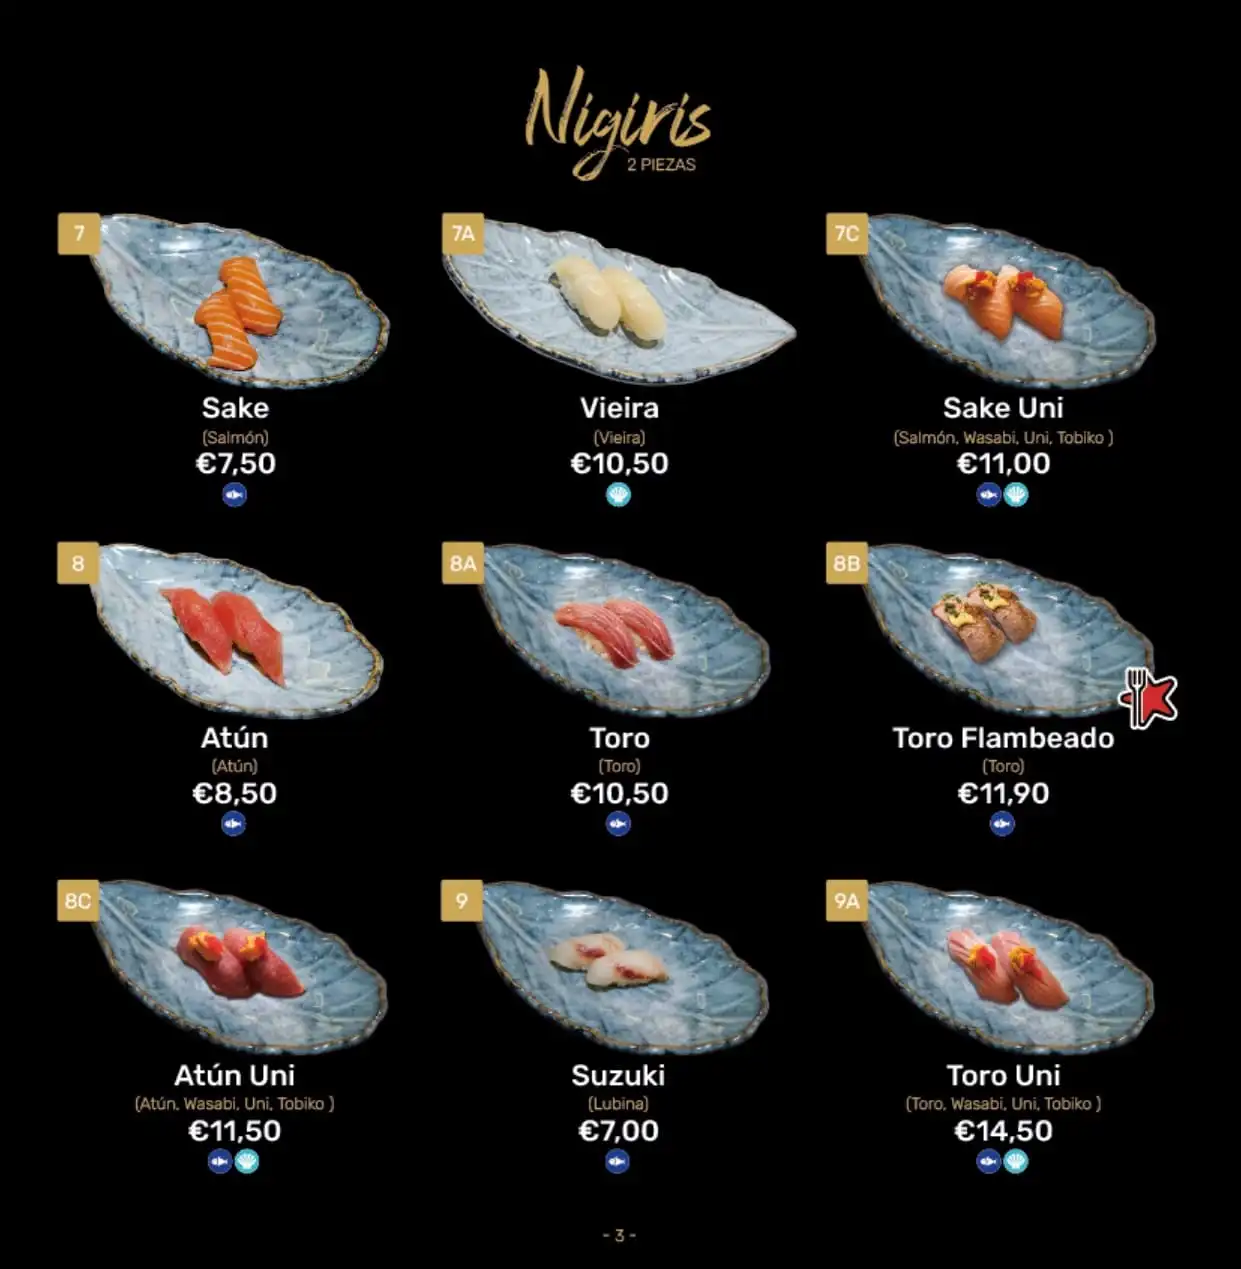 Nigiris
2 PIEZAS
7
7A
7C
Sake
(Salmón)
€7,50
Vieira
(Vieira)
€10,50
Sake Uni
(Salmón, Wasabi, Uni, Tobiko )
€11,00
8
8A
8B
Atún
(Atún)
€8,50
Toro
(Toro)
€10,50
Toro Flambeado
(Toro)
€11,90
8C
9
9A
Atún Uni
(Atún, Wasabi, Uni, Tobiko )
€11,50
Suzuki
(Lubina)
€7,00
Toro Uni
(Toro, Wasabi, Uni, Tobiko )
€14,50
- 3 -